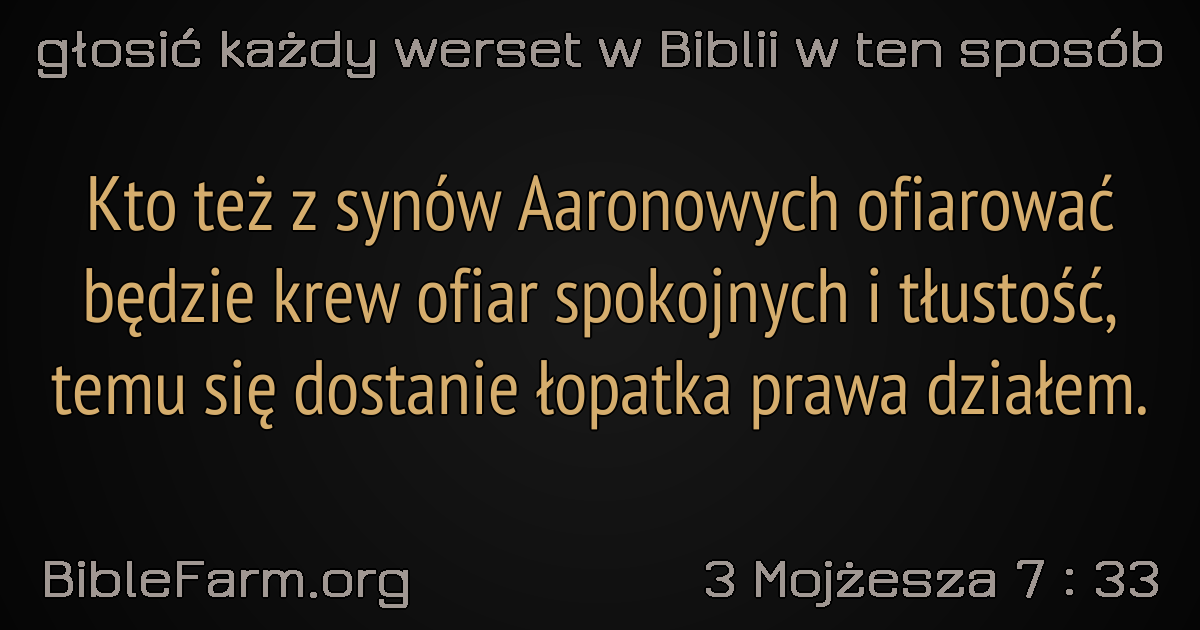 głosić każdy werset w Biblii w ten sposób
Kto też z synów Aaronowych ofiarować
będzie krew ofiar spokojnych i tłustość,
temu się dostanie łopatka prawa działem.
BibleFarm.org
3 Mojżesza 7 : 33